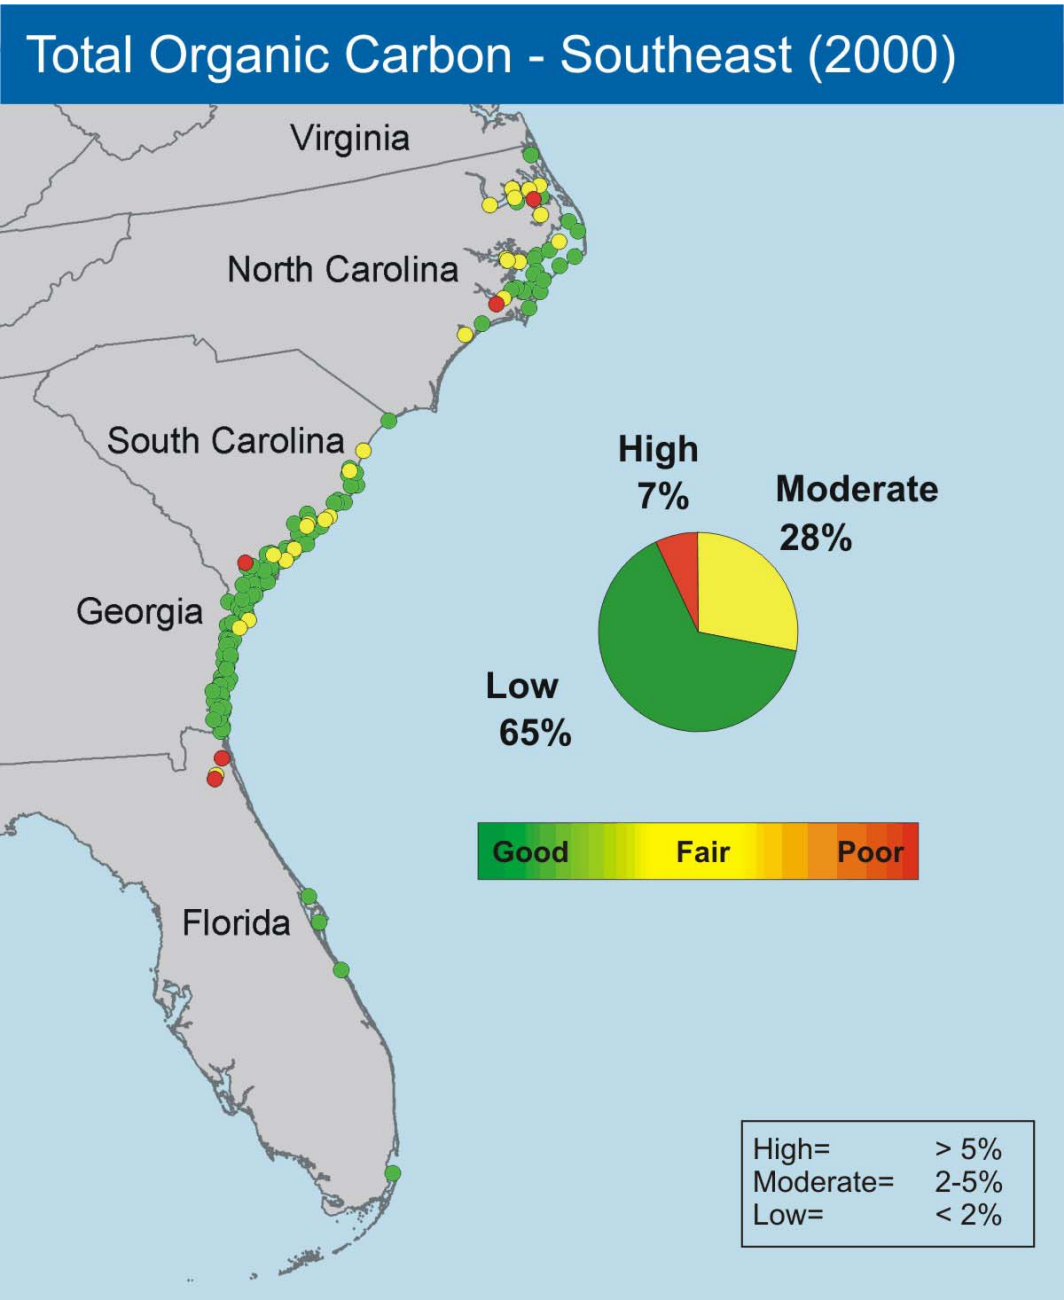 Total Organic Carbon - Southeast (2000)
Virginia
North Carolina
South Carolina
Georgia
Florida
High
7%
Moderate
28%
Low
65%
Good Fair Poor
High= > 5%
Moderate= 2-5%
Low= < 2%